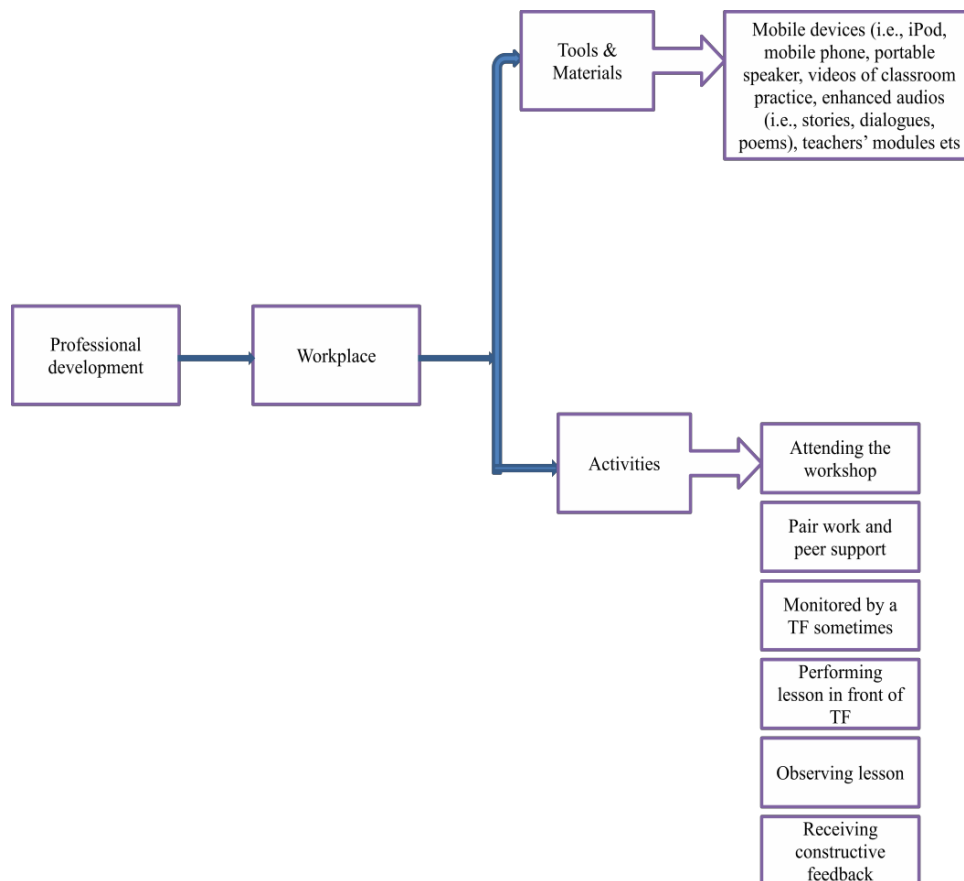 Tools &
Materials
Mobile devices (i.e., iPod,
mobile phone, portable
speaker, videos of classroom
practice, enhanced audios
(i.e., stories, dialogues,
poems), teachers’ modules ets
Professional
development
Workplace
Activities
Attending the
workshop
Pair work and
peer support
Monitored by a
TF sometimes
Performing
lesson in front of
TF
Observing lesson
Receiving
constructive
feedback